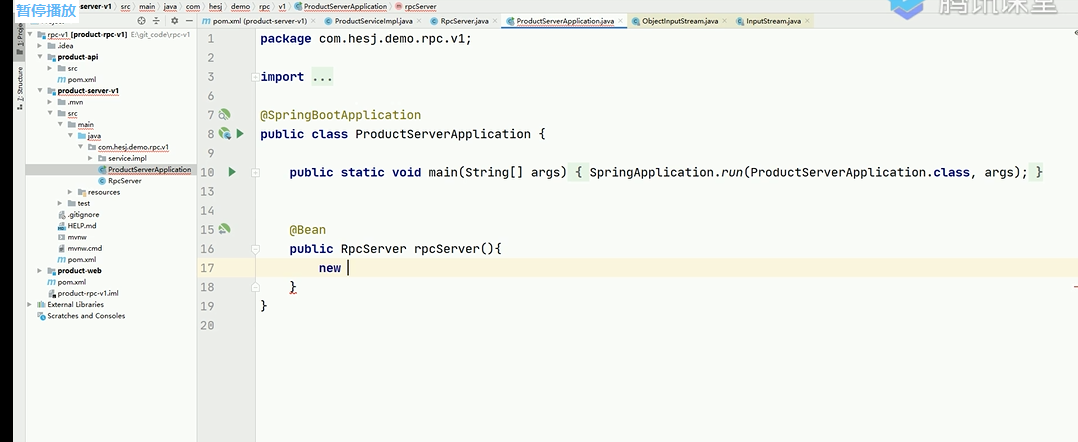 暂停播放
server-v1 src main java com hesj demo rpc v1 ProductServerApplication rpcServer
腾讯课堂
pom.xml (product-server-v1) ProductServiceImpl.java RpcServer.java ProductServerApplication.java ObjectInputStream.java InputStream.java
1: Project
Structure
rpc-v1 [product-rpc-v1] E:\git_code\rpc-v1
.idea
product-api
src
pom.xml
product-server-v1
.mvn
src
main
java
com.hesj.demo.rpc.v1
service.impl
ProductServerApplication
RpcServer
resources
test
.gitignore
HELP.md
mvnw
mvnw.cmd
pom.xml
product-web
pom.xml
product-rpc-v1.iml
External Libraries
Scratches and Consoles
1 package com.hesj.demo.rpc.v1;
2
3 import ...
6
7 @SpringBootApplication
8 public class ProductServerApplication {
9
10 public static void main(String[] args) { SpringApplication.run(ProductServerApplication.class, args); }
13
14
15 @Bean
16 public RpcServer rpcServer(){
17 new
18 }
19 }
20